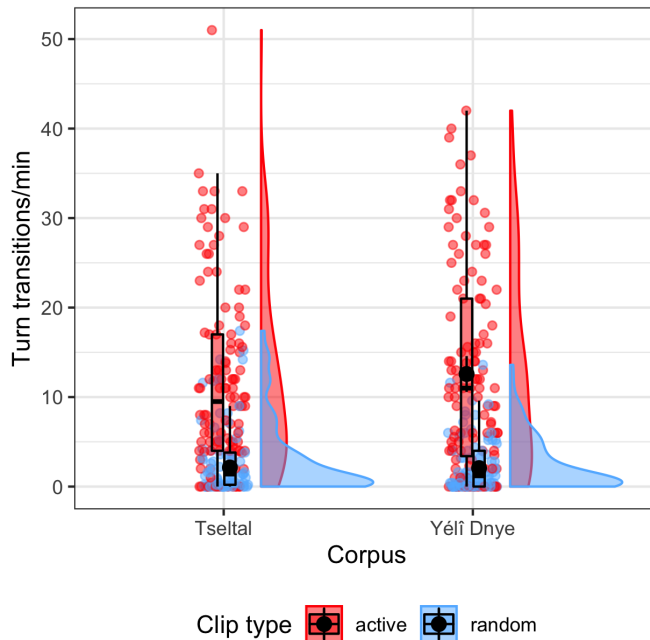 50
40
30
20
10
0
Turn transitions/min
Tseltal Yélî Dnye
Corpus
Clip type active random